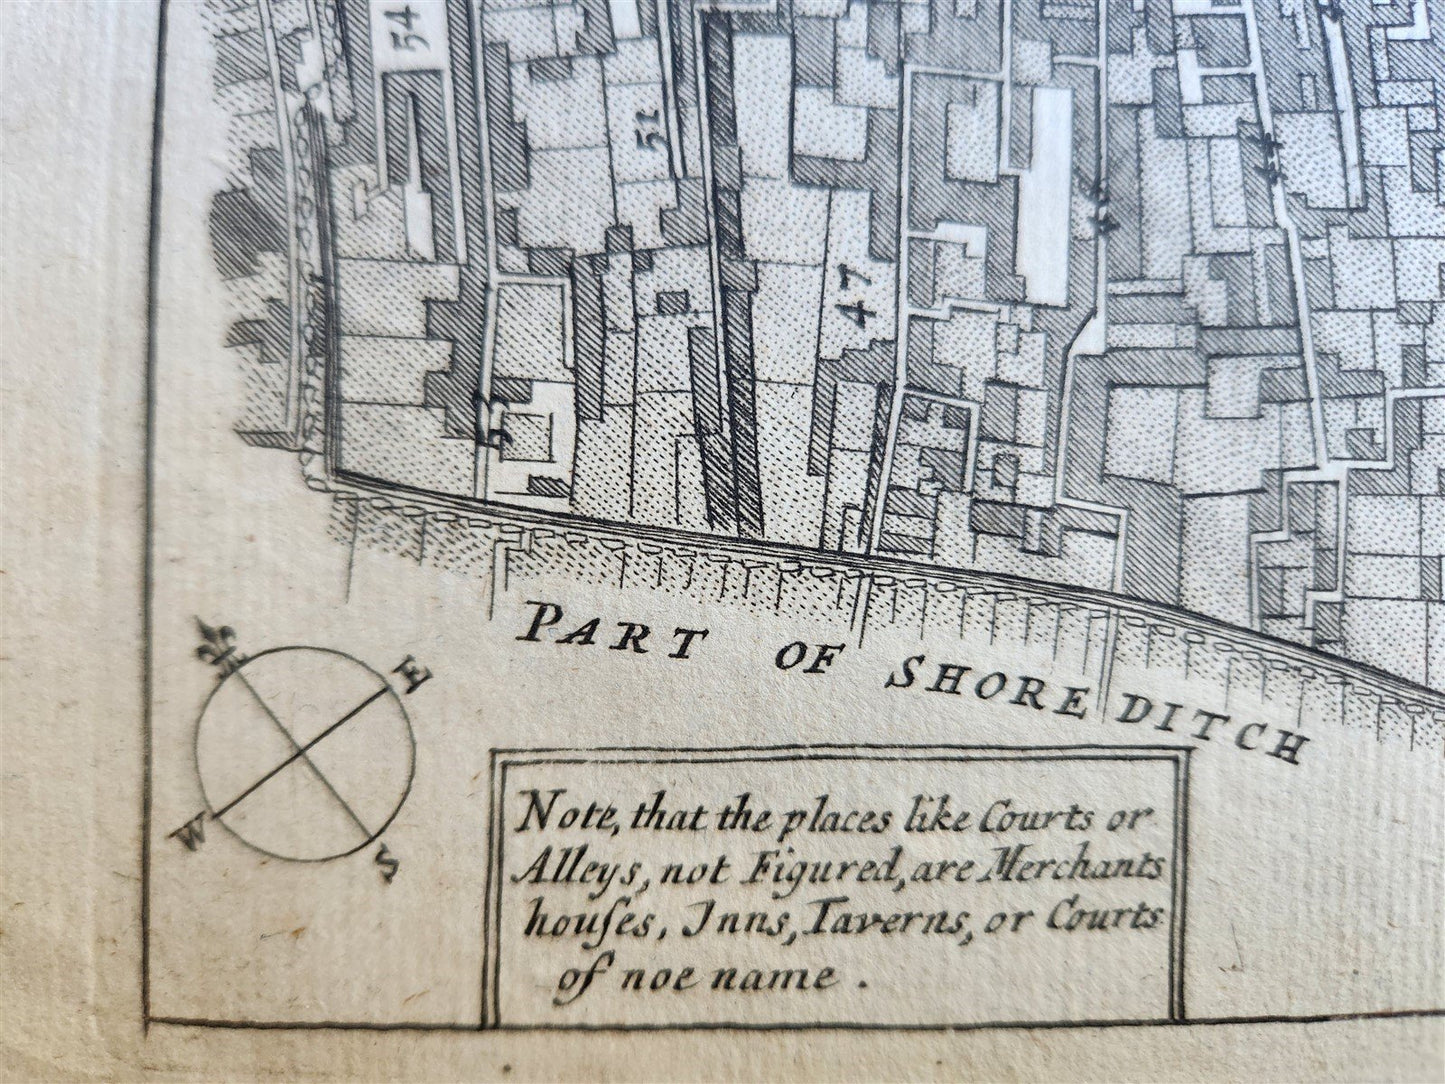 54
51
47
53
PART OF SHORE DITCH
E
W
S
Note, that the places like Courts or
Alleys, not Figured, are Merchants
houſes, Inns, Taverns, or Courts
of noe name.